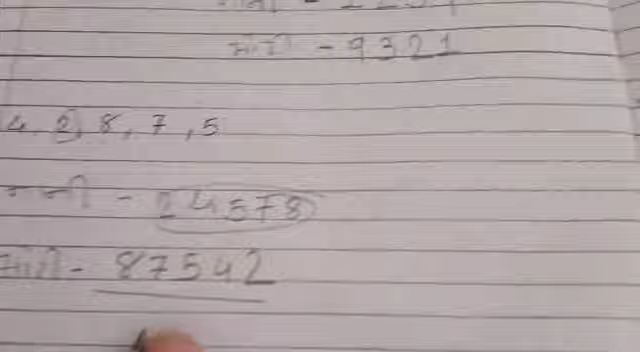 મોટી - 9321
4, 2, 8, 7, 5
નાની - 24578
મોટી - 87542